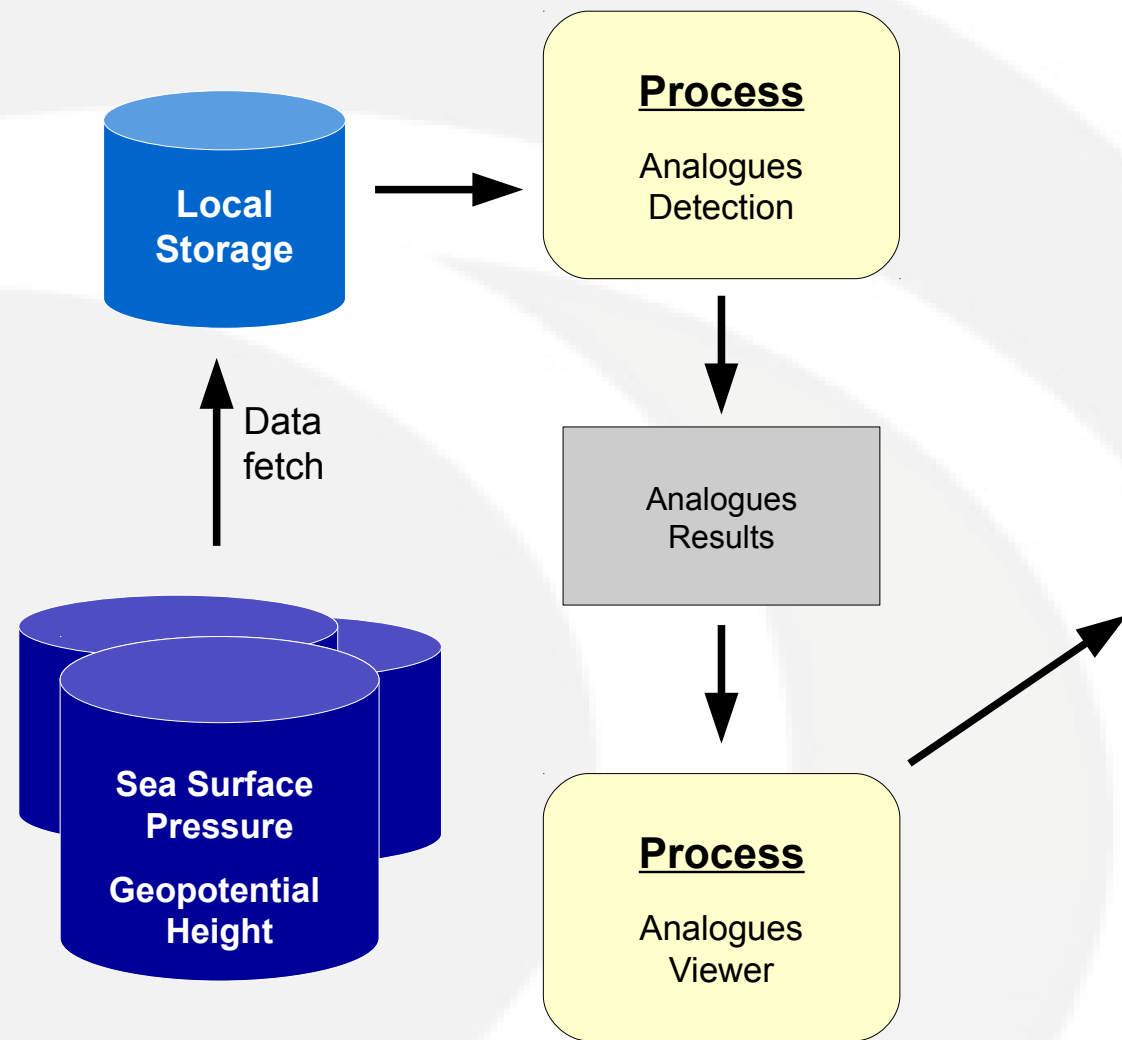 Process
Analogues
Detection
Local
Storage
Data
fetch
Analogues
Results
Sea Surface
Pressure
Geopotential
Height
Process
Analogues
Viewer